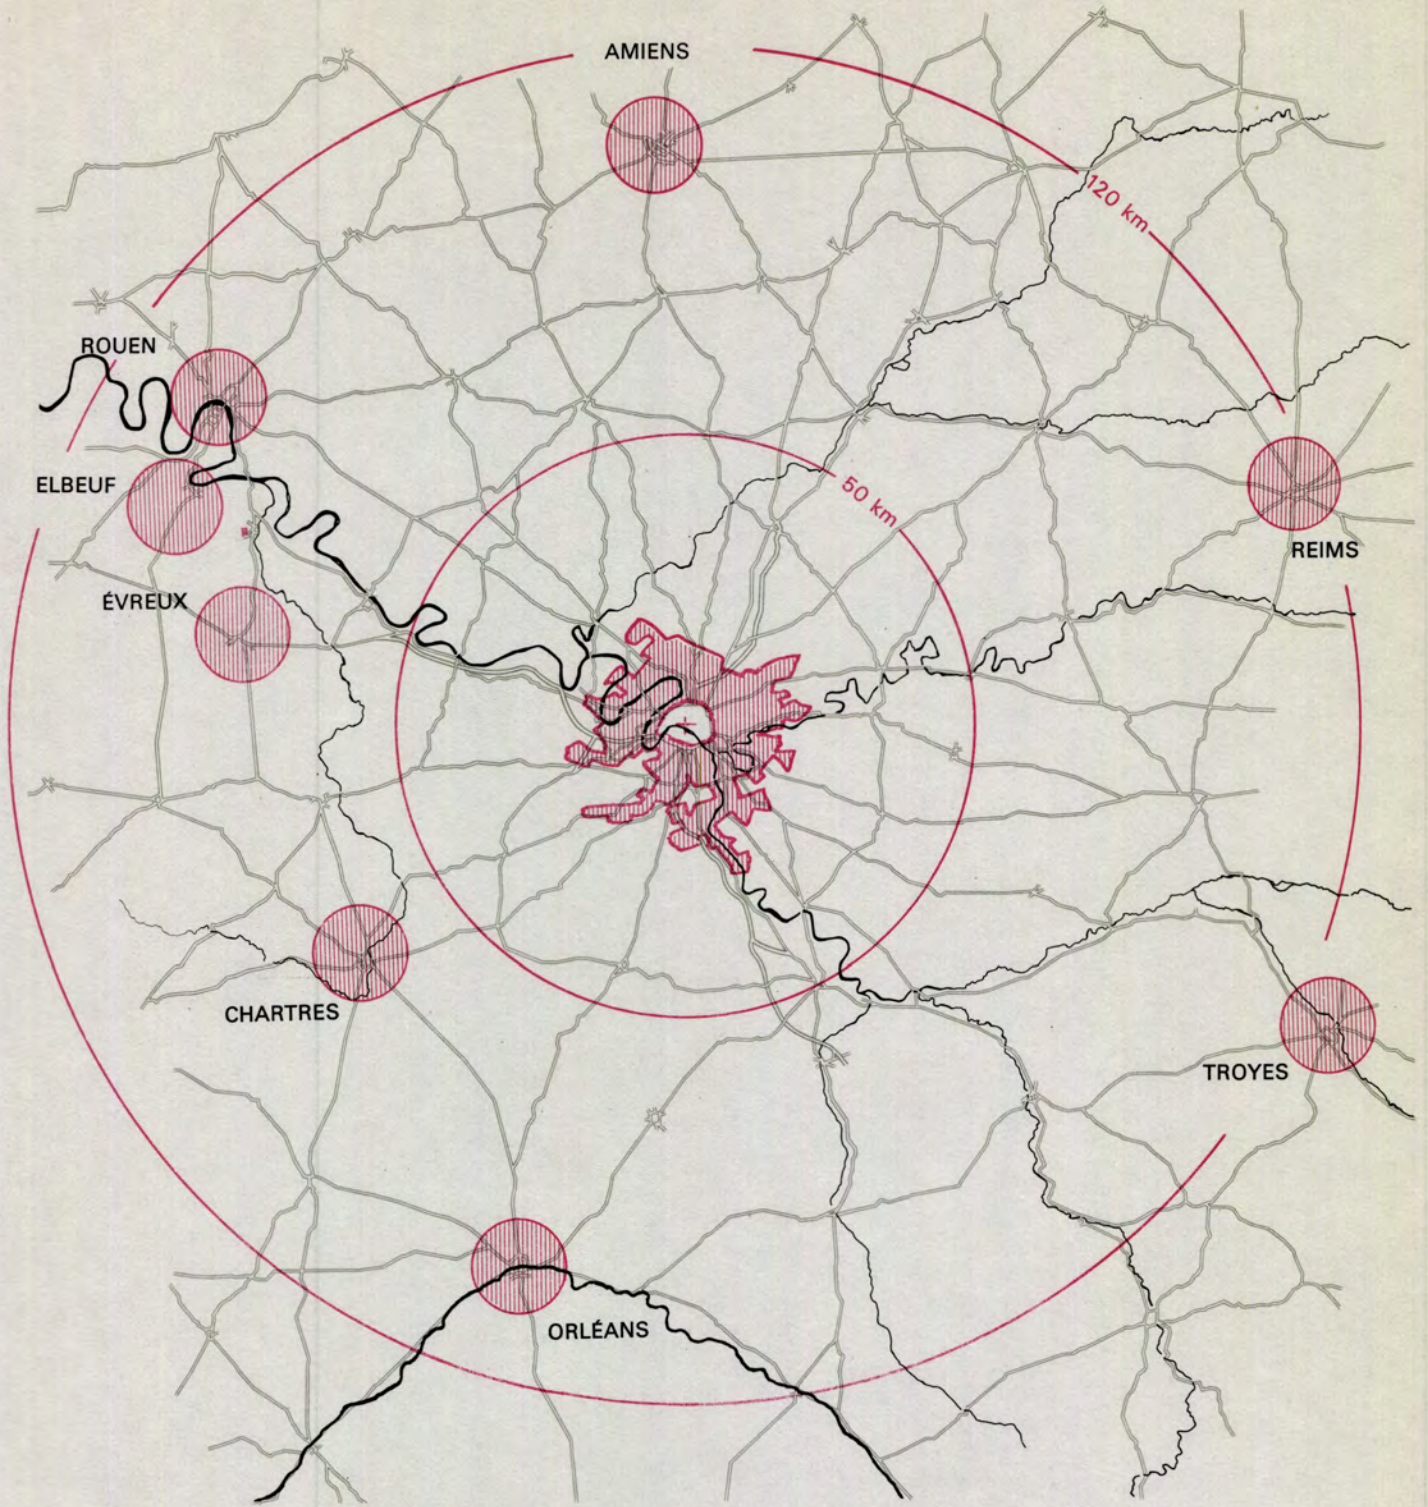 AMIENS
120 km
ROUEN
50 km
ELBEUF
REIMS
ÉVREUX
CHARTRES
TROYES
ORLÉANS